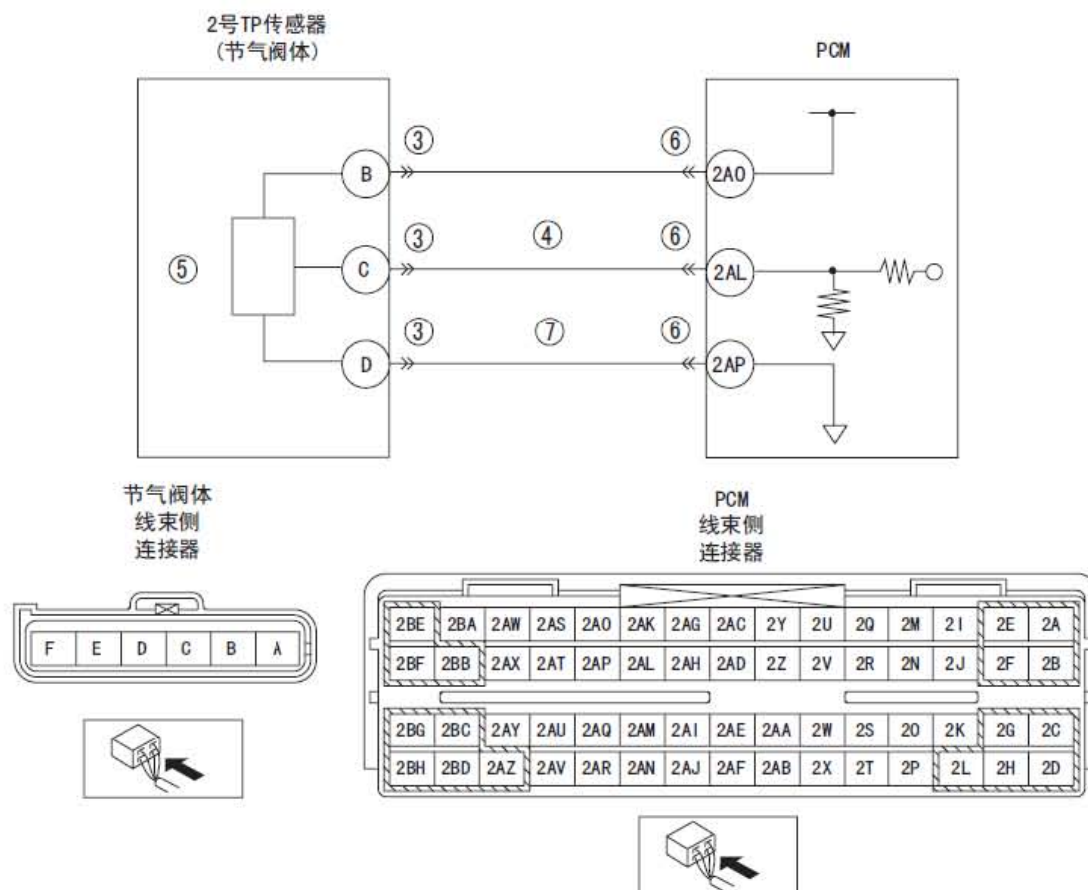 2号TP传感器
(节气阀体)
PCM
③
⑥
B
2AO
③
④
⑥
⑤
C
2AL
③
⑦
⑥
D
2AP
节气阀体
线束侧
连接器
PCM
线束侧
连接器
F E D C B A
2BE 2BA 2AW 2AS 2AO 2AK 2AG 2AC 2Y 2U 2Q 2M 2I 2E 2A
2BF 2BB 2AX 2AT 2AP 2AL 2AH 2AD 2Z 2V 2R 2N 2J 2F 2B
2BG 2BC 2AY 2AU 2AQ 2AM 2AI 2AE 2AA 2W 2S 2O 2K 2G 2C
2BH 2BD 2AZ 2AV 2AR 2AN 2AJ 2AF 2AB 2X 2T 2P 2L 2H 2D